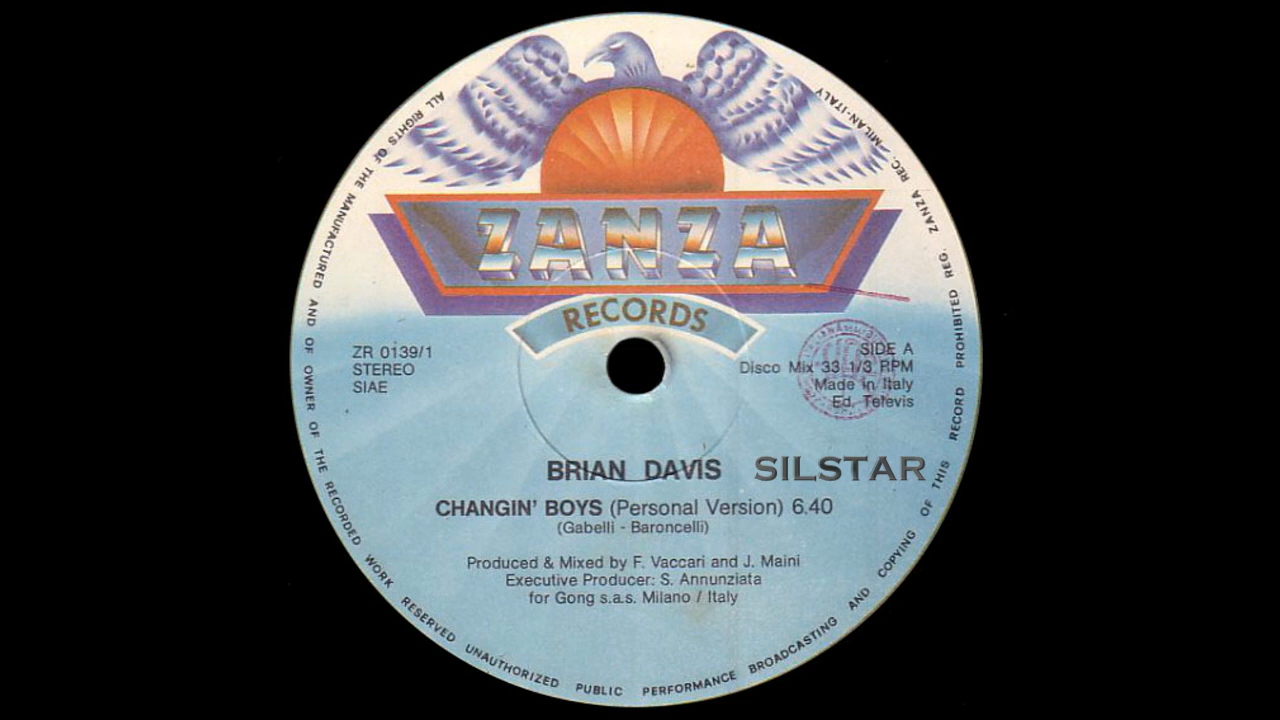 ALL RIGHTS OF THE MANUFACTURED AND OF OWNER OF THE RECORDED WORK RESERVED UNAUTHORIZED PUBLIC PERFORMANCE BROADCASTING AND COPYING OF THIS RECORD PROHIBITED REG. ZANZA REC. MILAN-ITALY
ZANZA
RECORDS
ZR 0139/1
STEREO
SIAE
SIDE A
Disco Mix 33 1/3 RPM
Made in Italy
Ed. Televis
BRIAN DAVIS
SILSTAR
CHANGIN' BOYS (Personal Version) 6.40
(Gabelli - Baroncelli)
Produced & Mixed by F. Vaccari and J. Maini
Executive Producer: S. Annunziata
for Gong s.a.s. Milano / Italy